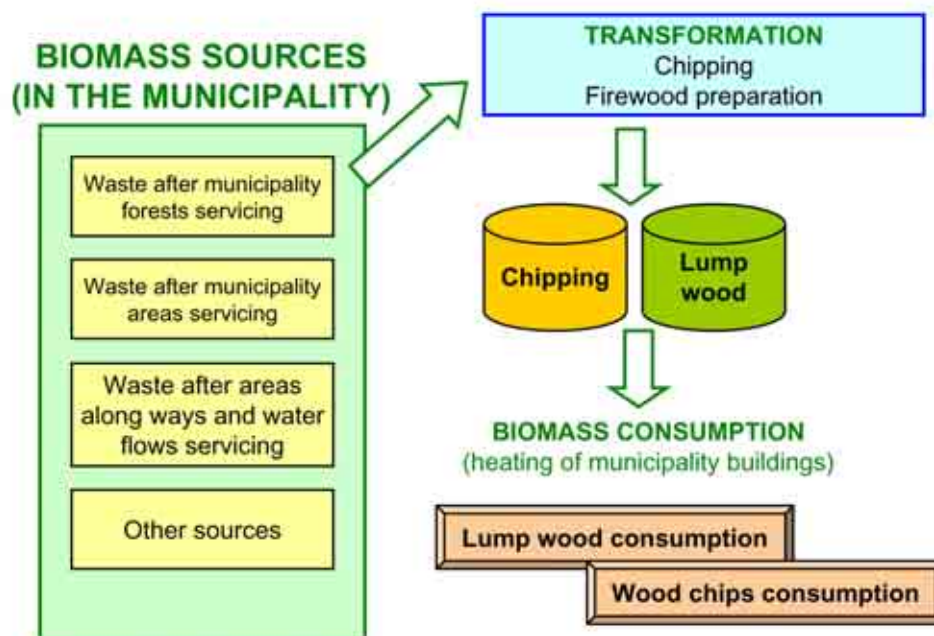 BIOMASS SOURCES
(IN THE MUNICIPALITY)
Waste after municipality
forests servicing
Waste after municipality
areas servicing
Waste after areas
along ways and water
flows servicing
Other sources
TRANSFORMATION
Chipping
Firewood preparation
Chipping
Lump
wood
BIOMASS CONSUMPTION
(heating of municipality buildings)
Lump wood consumption
Wood chips consumption